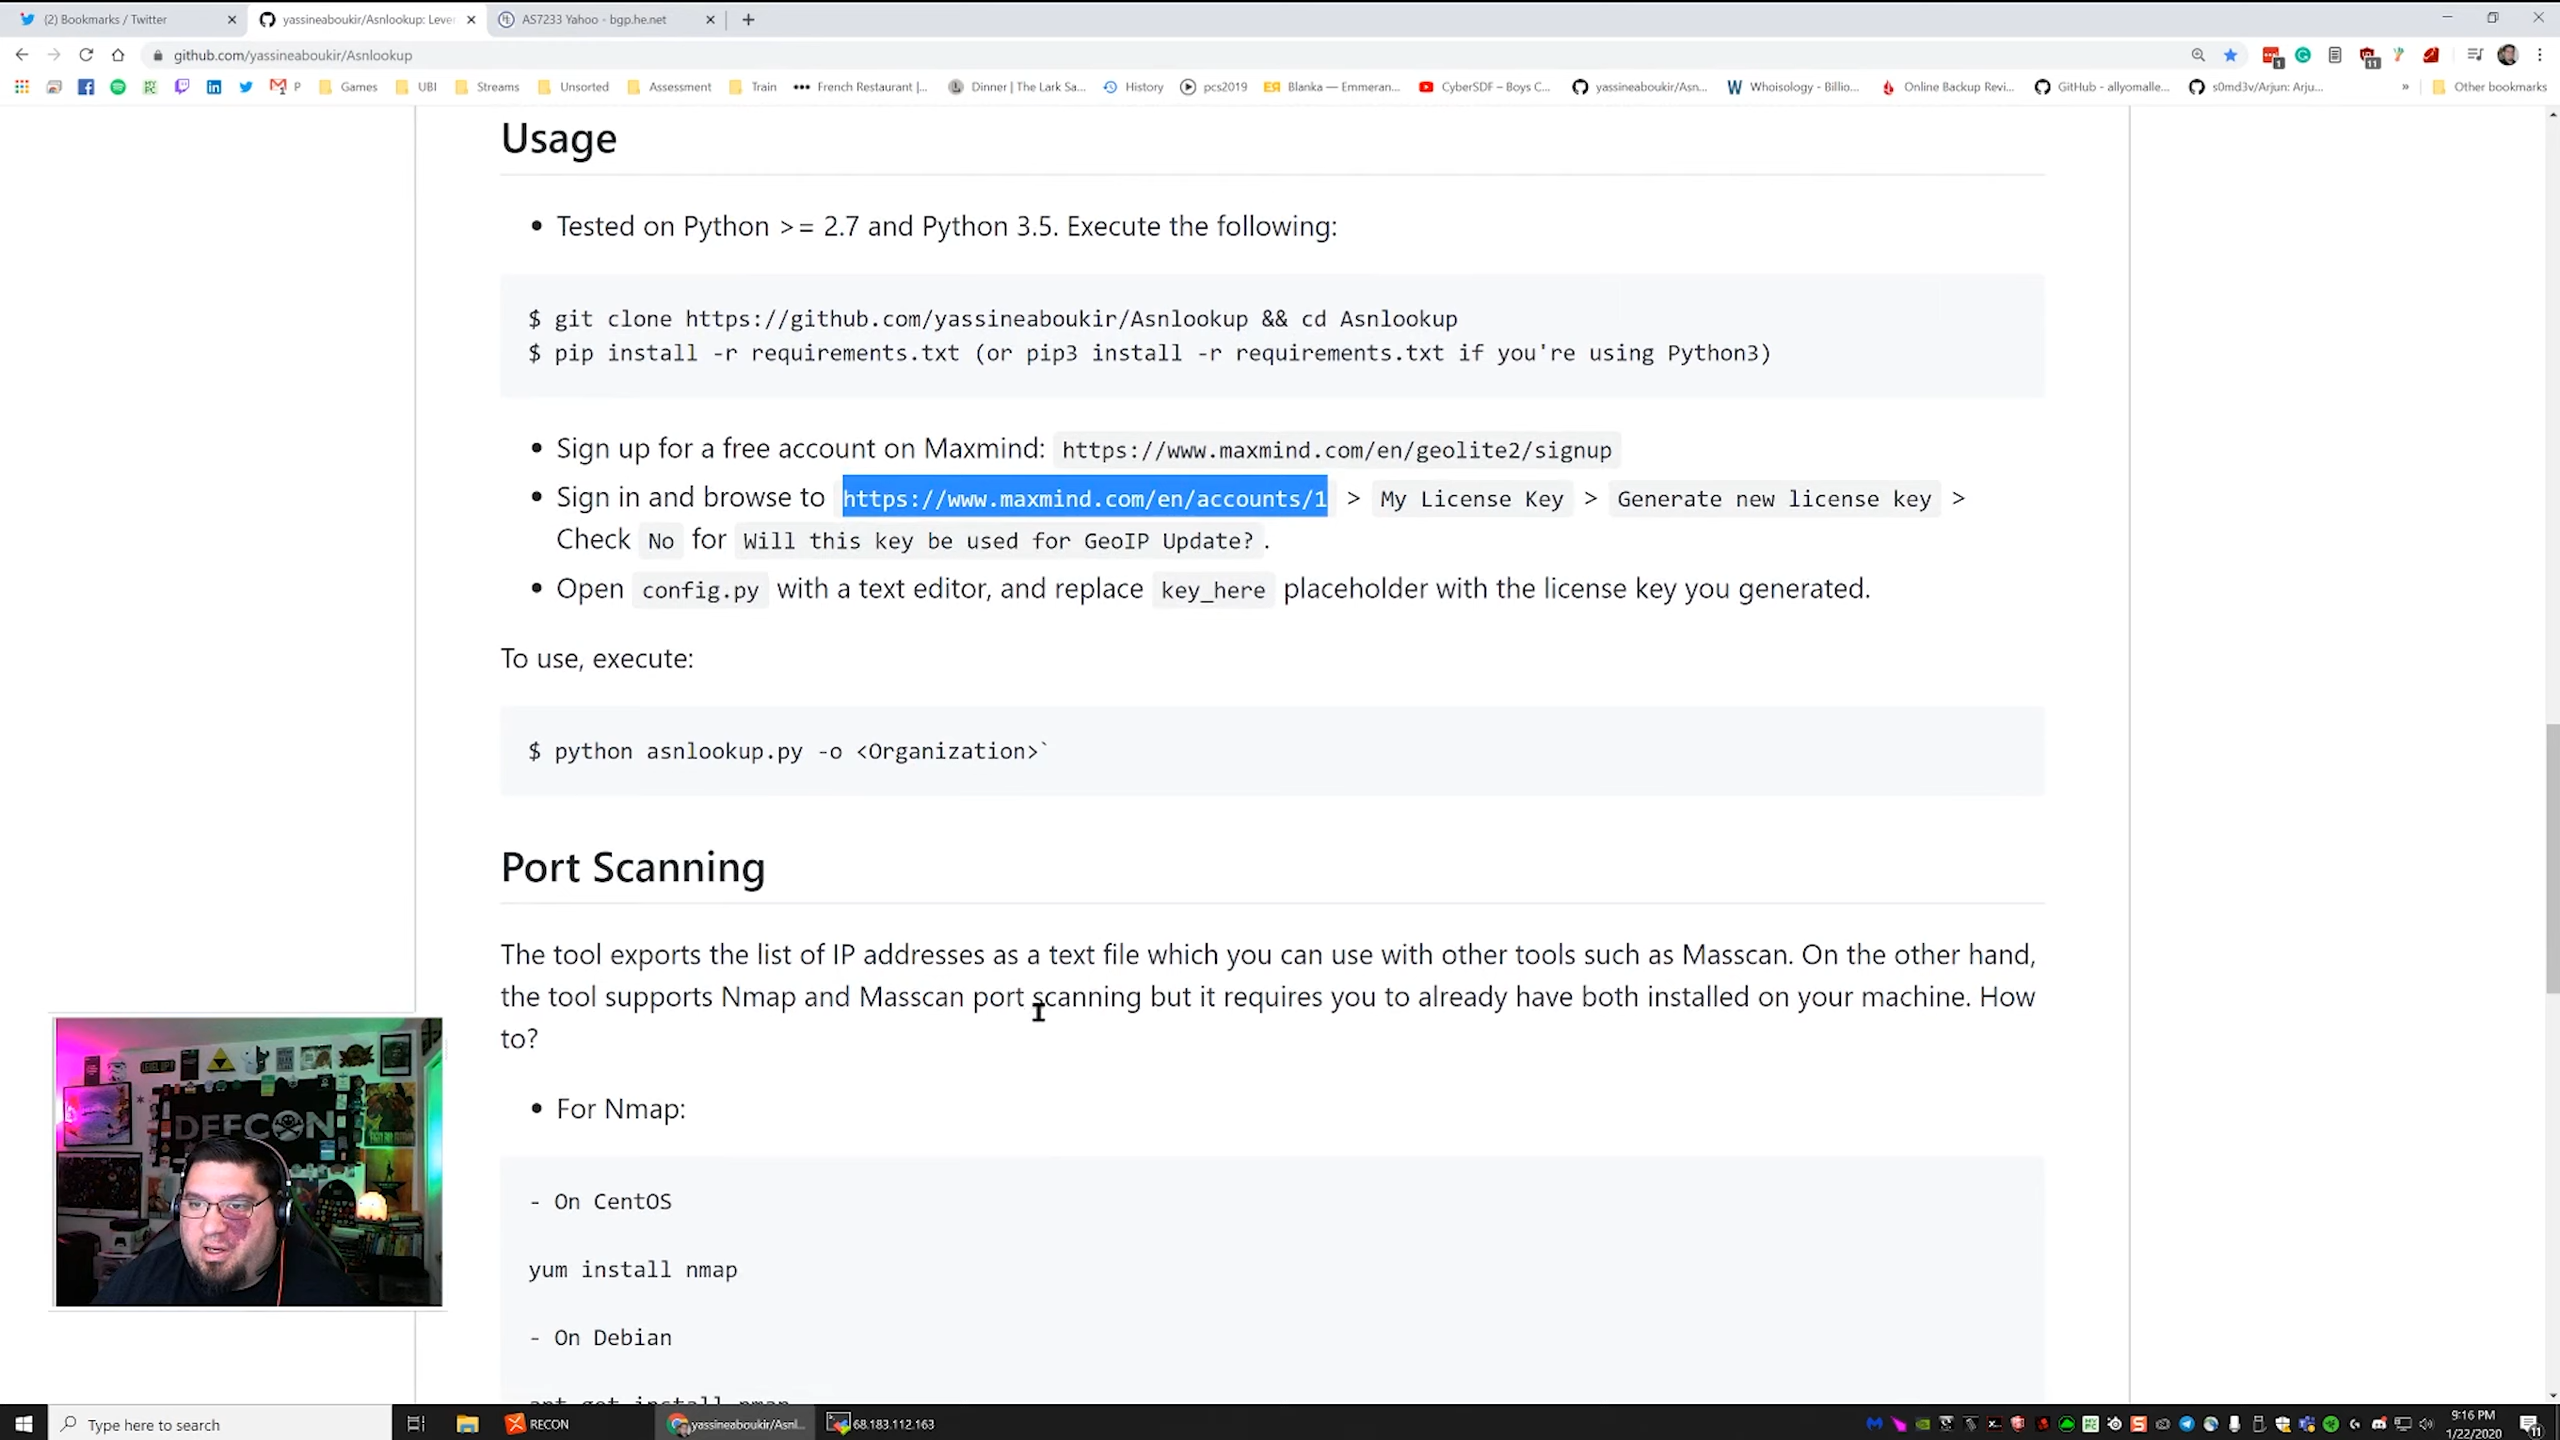 (2) Bookmarks / Twitter
yassineaboukir/Asnlookup: Lever
AS7233 Yahoo - bgp.he.net
github.com/yassineaboukir/Asnlookup
P
Games
UBI
Streams
Unsorted
Assessment
Train
French Restaurant |...
Dinner | The Lark Sa...
History
pcs2019
Blanka — Emmeran...
CyberSDF – Boys C...
yassineaboukir/Asn...
Whoisology - Billio...
Online Backup Revi...
GitHub - allyomalle...
s0md3v/Arjun: Arju...
»
Other bookmarks
Usage
• Tested on Python >= 2.7 and Python 3.5. Execute the following:
$ git clone https://github.com/yassineaboukir/Asnlookup && cd Asnlookup
$ pip install -r requirements.txt (or pip3 install -r requirements.txt if you're using Python3)
• Sign up for a free account on Maxmind: https://www.maxmind.com/en/geolite2/signup
• Sign in and browse to https://www.maxmind.com/en/accounts/1 > My License Key > Generate new license key >
Check No for Will this key be used for GeoIP Update? .
• Open config.py with a text editor, and replace key_here placeholder with the license key you generated.
To use, execute:
$ python asnlookup.py -o <Organization>`
Port Scanning
The tool exports the list of IP addresses as a text file which you can use with other tools such as Masscan. On the other hand,
the tool supports Nmap and Masscan port scanning but it requires you to already have both installed on your machine. How
to?
• For Nmap:
DEFCON
- On CentOS
yum install nmap
- On Debian
apt-get install nmap
Type here to search
RECON
yassineaboukir/Asnl...
68.183.112.163
9:16 PM
1/22/2020